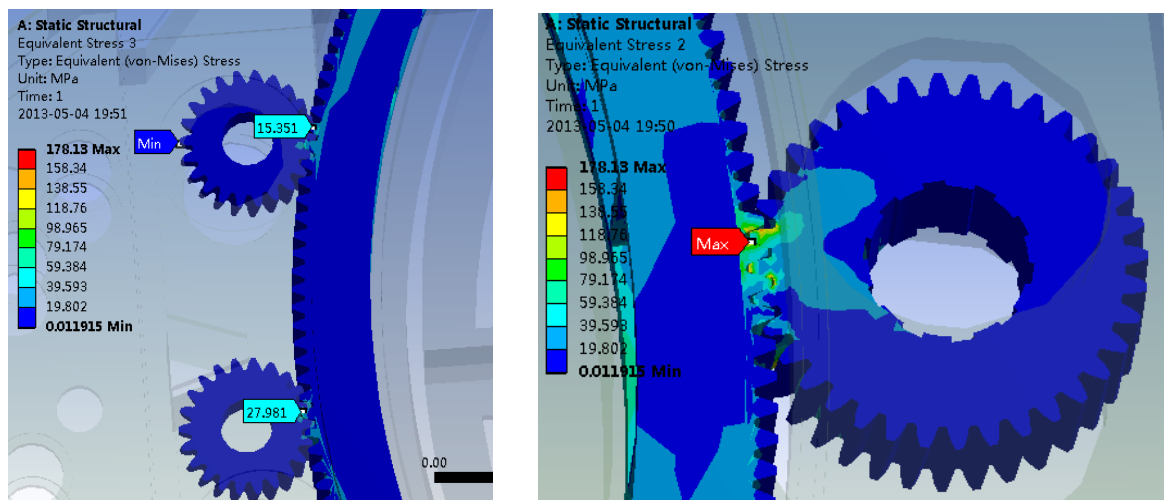 A: Static Structural
Equivalent Stress 3
Type: Equivalent (von-Mises) Stress
Unit: MPa
Time: 1
2013-05-04 19:51
Min
15.351
178.13 Max
158.34
138.55
118.76
98.965
79.174
59.384
39.593
19.802
0.011915 Min
27.981
0.00
A: Static Structural
Equivalent Stress 2
Type: Equivalent (von-Mises) Stress
Unit: MPa
Time: 1
2013-05-04 19:50
178.13 Max
158.34
138.55
118.76
98.965
79.174
59.384
39.593
19.802
0.011915 Min
Max